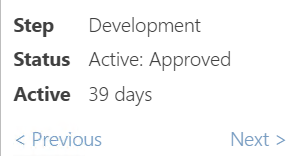 Step Development
Status Active: Approved
Active 39 days
< Previous Next >